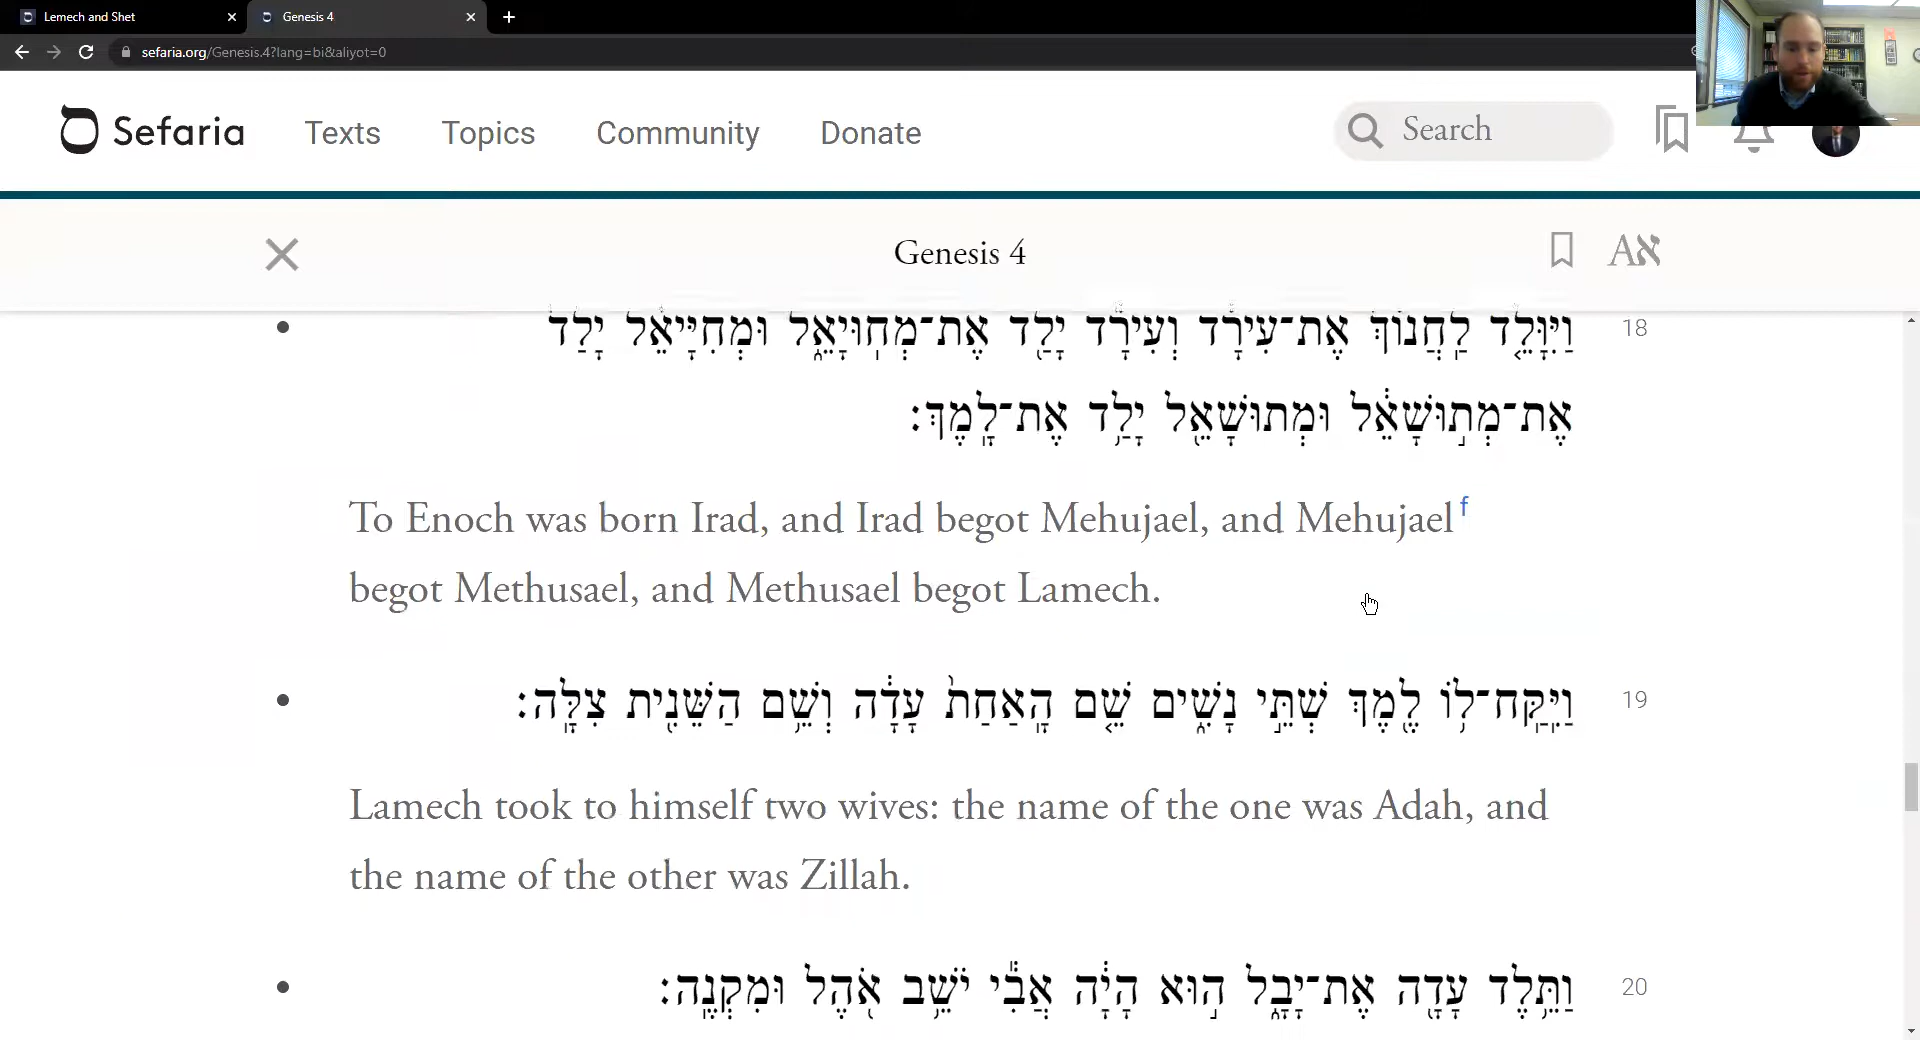 Lemech and Shet
Genesis 4
sefaria.org/Genesis.4?lang=bi&aliyot=0
Sefaria
Texts
Topics
Community
Donate
Search
Genesis 4
18
וַיִּוָּלֵ֤ד לַֽחֲנוֹךְ֙ אֶת־עִירָ֔ד וְעִירָ֕ד יָלַ֖ד אֶת־מְחֽוּיָאֵ֑ל וּמְחִיָּיאֵ֗ל יָלַד֙
אֶת־מְת֣וּשָׁאֵ֔ל וּמְתוּשָׁאֵ֖ל יָלַ֥ד אֶת־לָֽמֶךְ׃
To Enoch was born Irad, and Irad begot Mehujael, and Mehujael f
begot Methusael, and Methusael begot Lamech.
19
וַיִּֽקַּֽח־ל֥וֹ לֶ֖מֶךְ שְׁתֵּ֣י נָשִׁ֑ים שֵׁ֤ם הָֽאַחַת֙ עָדָ֔ה וְשֵׁ֥ם הַשֵּׁנִ֖ית צִלָּֽה׃
Lamech took to himself two wives: the name of the one was Adah, and
the name of the other was Zillah.
20
וַתֵּ֥לֶד עָדָ֖ה אֶת־יָבָ֑ל ה֣וּא הָיָ֔ה אֲבִ֕י יֹשֵׁ֥ב אֹ֖הֶל וּמִקְנֶֽה׃